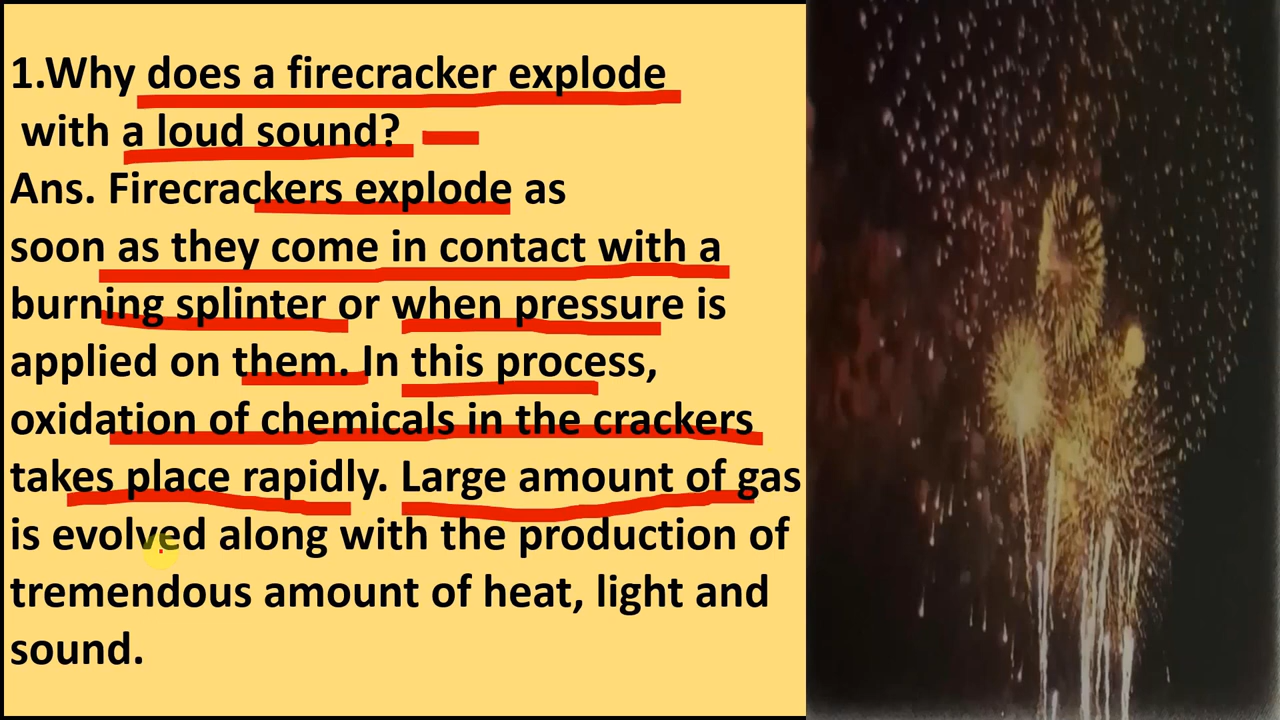 1.Why does a firecracker explode
with a loud sound?
Ans. Firecrackers explode as
soon as they come in contact with a
burning splinter or when pressure is
applied on them. In this process,
oxidation of chemicals in the crackers
takes place rapidly. Large amount of gas
is evolved along with the production of
tremendous amount of heat, light and
sound.